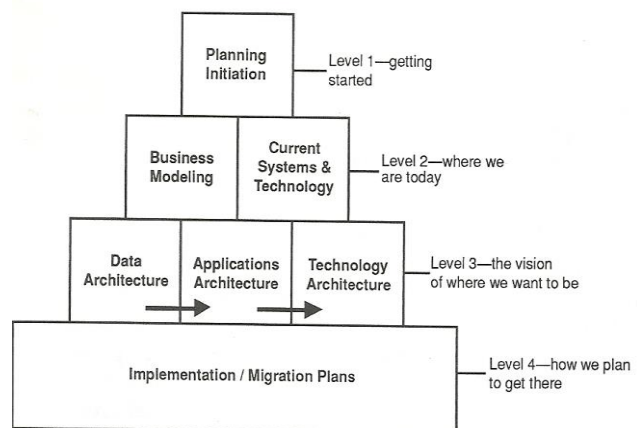 Planning
Initiation
Level 1—getting
started
Business
Modeling
Current
Systems &
Technology
Level 2—where we
are today
Data
Architecture
Applications
Architecture
Technology
Architecture
Level 3—the vision
of where we want to be
Implementation / Migration Plans
Level 4—how we plan
to get there